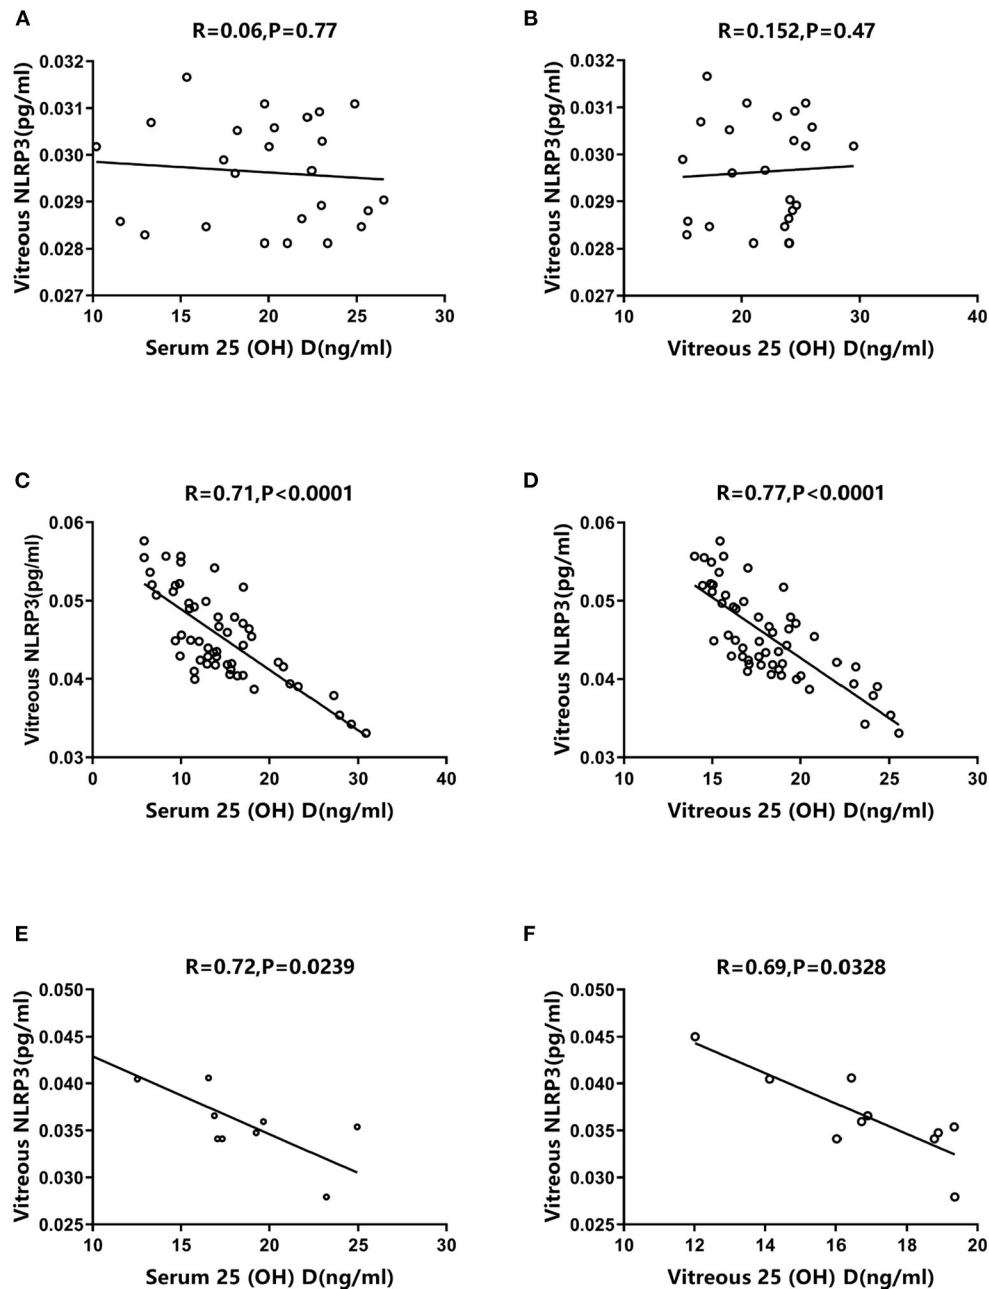 A
R=0.06,P=0.77
Vitreous NLRP3(pg/ml)
0.032
0.031
0.030
0.029
0.028
0.027
10 15 20 25 30
Serum 25 (OH) D(ng/ml)
B
R=0.152,P=0.47
Vitreous NLRP3(pg/ml)
0.032
0.031
0.030
0.029
0.028
0.027
20 30 40
Vitreous 25 (OH) D(ng/ml)
C
R=0.71,P<0.0001
Vitreous NLRP3(pg/ml)
0.06
0.05
0.04
0.03
0 10 20 30 40
Serum 25 (OH) D(ng/ml)
D
R=0.77,P<0.0001
Vitreous NLRP3(pg/ml)
0.06
0.05
0.04
0.03
10 15 20 25 30
Vitreous 25 (OH) D(ng/ml)
E
R=0.72,P=0.0239
Vitreous NLRP3(pg/ml)
0.050
0.045
0.040
0.035
0.030
0.025
10 15 20 25 30
Serum 25 (OH) D(ng/ml)
F
R=0.69,P=0.0328
Vitreous NLRP3(pg/ml)
0.050
0.045
0.040
0.035
0.030
0.025
10 12 14 16 18 20
Vitreous 25 (OH) D(ng/ml)